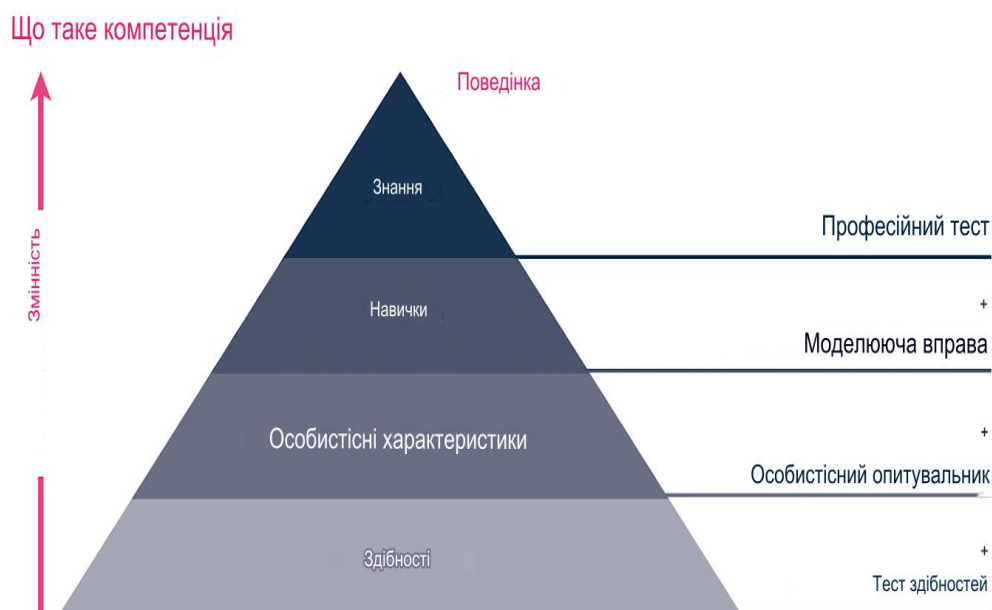 Що таке компетенція
Поведінка
Знання
Професійний тест
Змінність
+
Навички
Моделююча вправа
+
Особистісні характеристики
Особистісний опитувальник
+
Здібності
Тест здібностей